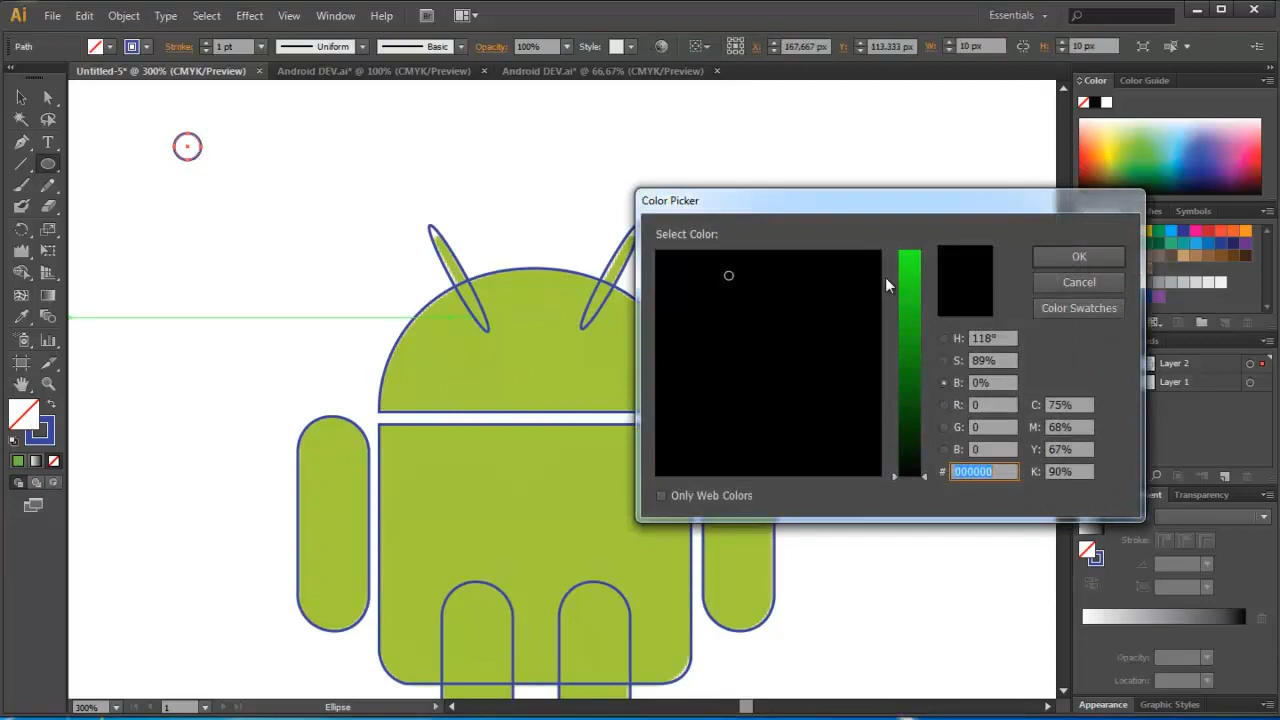 Ai File Edit Object Type Select Effect View Window Help Br Essentials
Path Stroke: 1 pt Uniform Basic Opacity: 100% Style: X: 167,667 px Y: 113.333 px W: 10 px H: 10 px
Untitled-5* @ 300% (CMYK/Preview) × Android DEV.ai* @ 100% (CMYK/Preview) × Android DEV.ai* @ 66,67% (CMYK/Preview) ×
Color Color Guide
T
Color Picker
Symbols
Select Color:
OK
Cancel
Color Swatches
H: 118°
S: 89%
B: 0%
R: 0 C: 75%
G: 0 M: 68%
B: 0 Y: 67%
# 000000 K: 90%
Only Web Colors
Layer 2
Layer 1
Transparency
Stroke:
Opacity:
Location:
Appearance Graphic Styles
300% 1 Ellipse